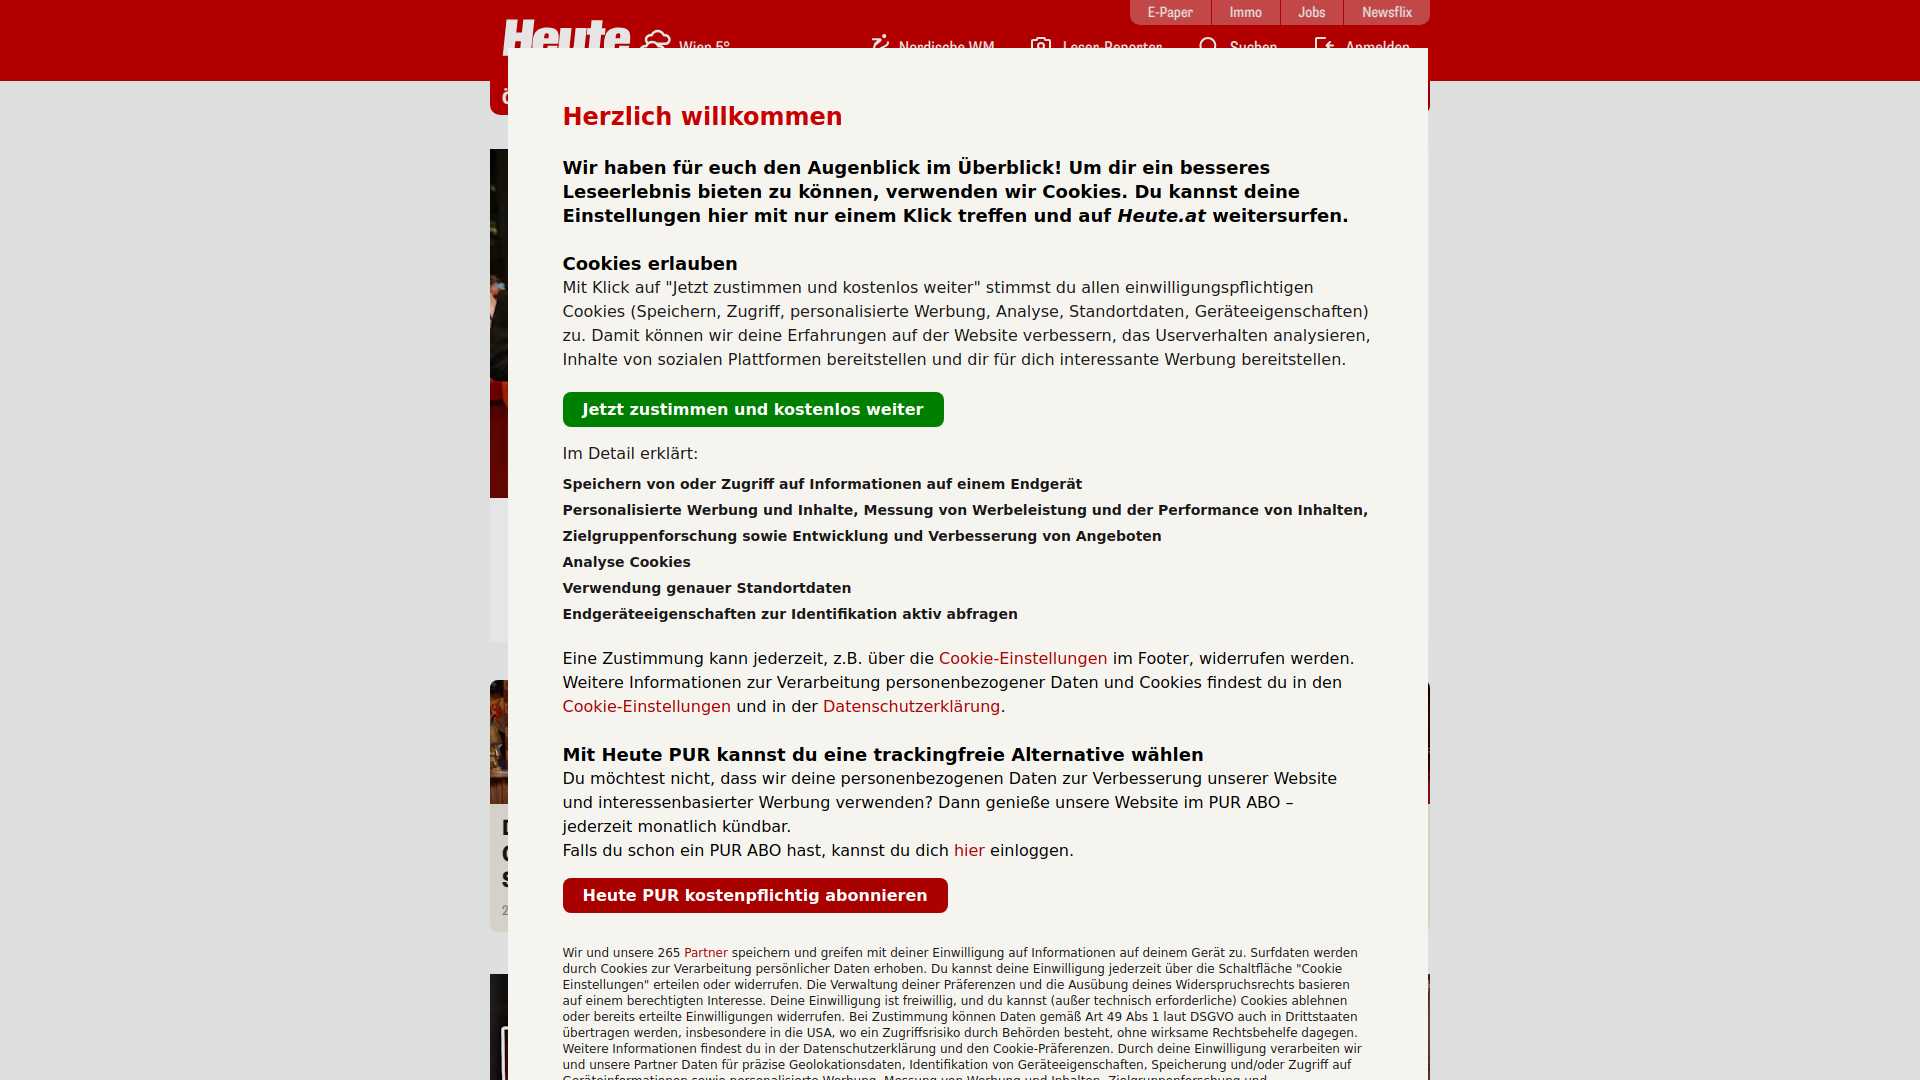 E-Paper
Immo
Jobs
Newsflix
Heute
Wien 5°
Nordische WM
Leser-Reporter
Suchen
Anmelden
Herzlich willkommen
Wir haben für euch den Augenblick im Überblick! Um dir ein besseres
Leseerlebnis bieten zu können, verwenden wir Cookies. Du kannst deine
Einstellungen hier mit nur einem Klick treffen und auf Heute.at weitersurfen.
Cookies erlauben
Mit Klick auf "Jetzt zustimmen und kostenlos weiter" stimmst du allen einwilligungspflichtigen
Cookies (Speichern, Zugriff, personalisierte Werbung, Analyse, Standortdaten, Geräteeigenschaften)
zu. Damit können wir deine Erfahrungen auf der Website verbessern, das Userverhalten analysieren,
Inhalte von sozialen Plattformen bereitstellen und dir für dich interessante Werbung bereitstellen.
Jetzt zustimmen und kostenlos weiter
Im Detail erklärt:
Speichern von oder Zugriff auf Informationen auf einem Endgerät
Personalisierte Werbung und Inhalte, Messung von Werbeleistung und der Performance von Inhalten,
Zielgruppenforschung sowie Entwicklung und Verbesserung von Angeboten
Analyse Cookies
Verwendung genauer Standortdaten
Endgeräteeigenschaften zur Identifikation aktiv abfragen
Eine Zustimmung kann jederzeit, z.B. über die Cookie-Einstellungen im Footer, widerrufen werden.
Weitere Informationen zur Verarbeitung personenbezogener Daten und Cookies findest du in den
Cookie-Einstellungen und in der Datenschutzerklärung.
Mit Heute PUR kannst du eine trackingfreie Alternative wählen
Du möchtest nicht, dass wir deine personenbezogenen Daten zur Verbesserung unserer Website
und interessenbasierter Werbung verwenden? Dann genieße unsere Website im PUR ABO –
jederzeit monatlich kündbar.
Falls du schon ein PUR ABO hast, kannst du dich hier einloggen.
Heute PUR kostenpflichtig abonnieren
Wir und unsere 265 Partner speichern und greifen mit deiner Einwilligung auf Informationen auf deinem Gerät zu. Surfdaten werden
durch Cookies zur Verarbeitung persönlicher Daten erhoben. Du kannst deine Einwilligung jederzeit über die Schaltfläche "Cookie
Einstellungen" erteilen oder widerrufen. Die Verwaltung deiner Präferenzen und die Ausübung deines Widerspruchsrechts basieren
auf einem berechtigten Interesse. Deine Einwilligung ist freiwillig, und du kannst (außer technisch erforderliche) Cookies ablehnen
oder bereits erteilte Einwilligungen widerrufen. Bei Zustimmung können Daten gemäß Art 49 Abs 1 laut DSGVO auch in Drittstaaten
übertragen werden, insbesondere in die USA, wo ein Zugriffsrisiko durch Behörden besteht, ohne wirksame Rechtsbehelfe dagegen.
Weitere Informationen findest du in der Datenschutzerklärung und den Cookie-Präferenzen. Durch deine Einwilligung verarbeiten wir
und unsere Partner Daten für präzise Geolokationsdaten, Identifikation von Geräteeigenschaften, Speicherung und/oder Zugriff auf
Geräteinformationen sowie personalisierte Werbung, Messung von Werbung und Inhalten, Zielgruppenforschung und